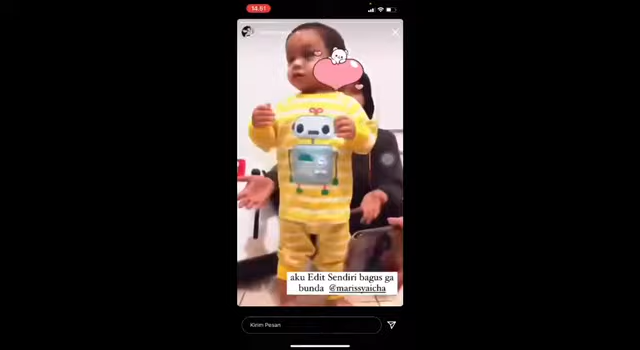 14.51
aku Edit Sendiri bagus ga
bunda @marissyaicha
Kirim Pesan